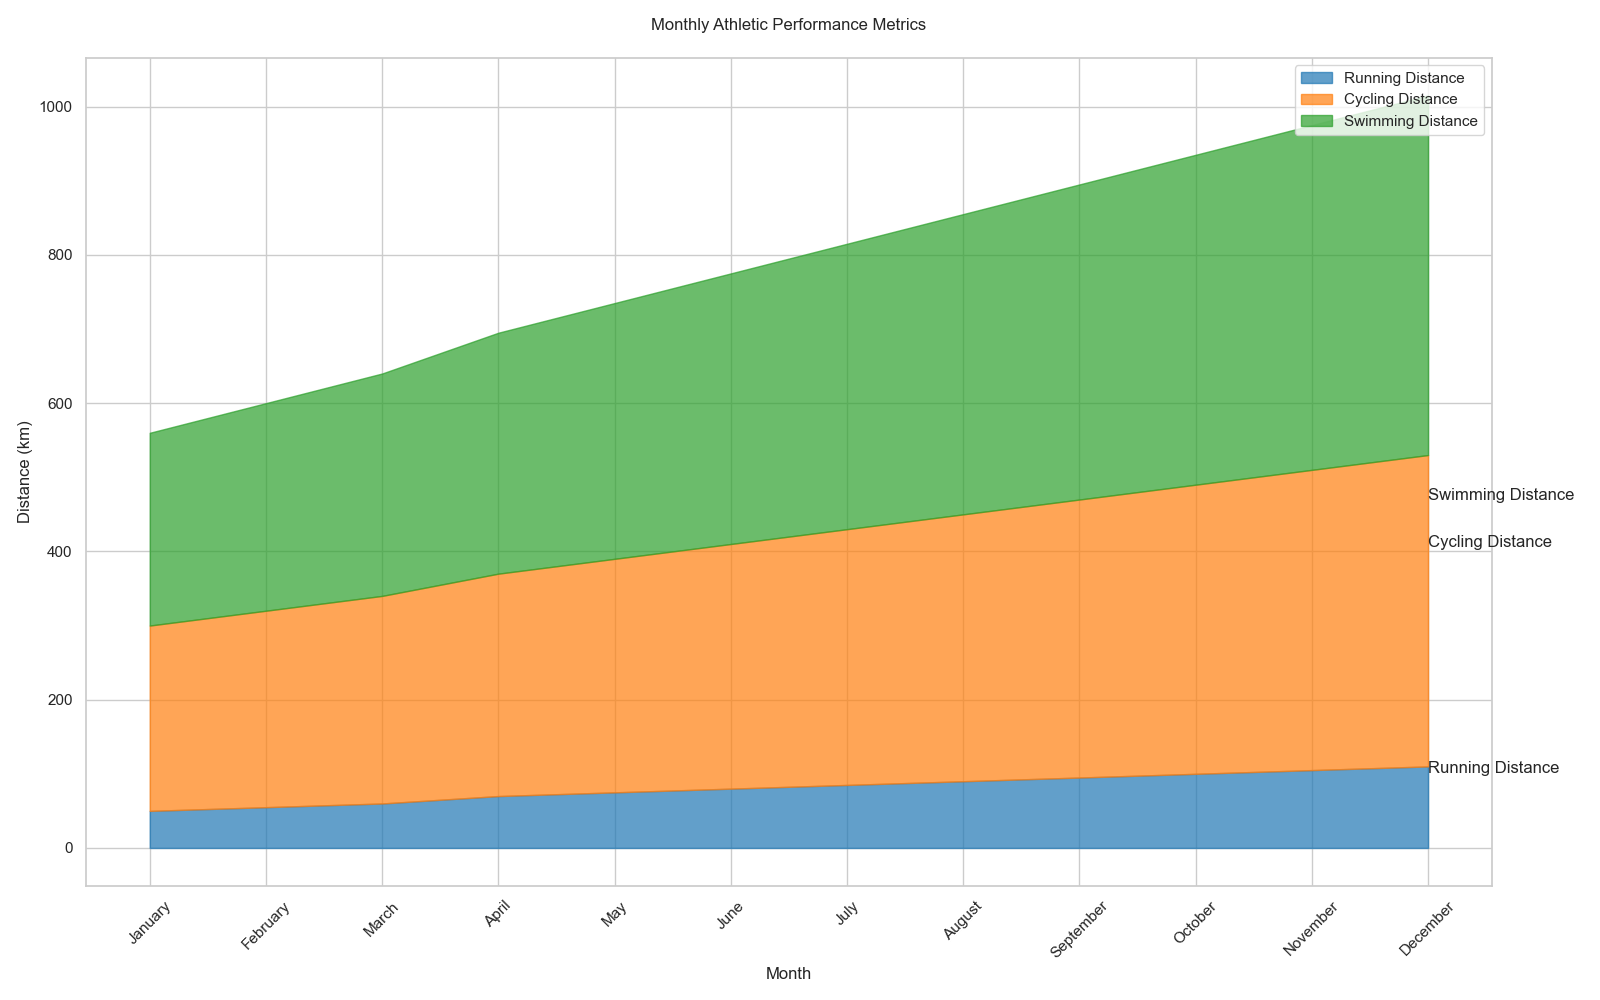 Monthly Athletic Performance Metrics
Running Distance
Cycling Distance
Swimming Distance
1000
800
600
400
200
0
Distance (km)
Swimming Distance
Cycling Distance
Running Distance
January
February
March
April
May
June
July
August
September
October
November
December
Month